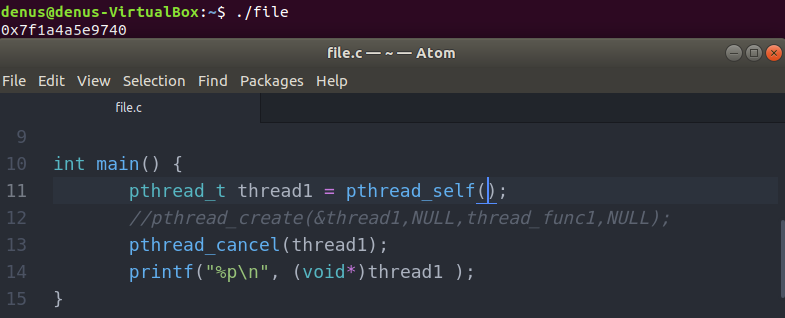 denus@denus-VirtualBox:~$ ./file
0x7f1a4a5e9740
file.c — ~ — Atom
File Edit View Selection Find Packages Help
file.c
9
10 int main() {
11 pthread_t thread1 = pthread_self();
12 //pthread_create(&thread1,NULL,thread_func1,NULL);
13 pthread_cancel(thread1);
14 printf("%p\n", (void*)thread1 );
15 }